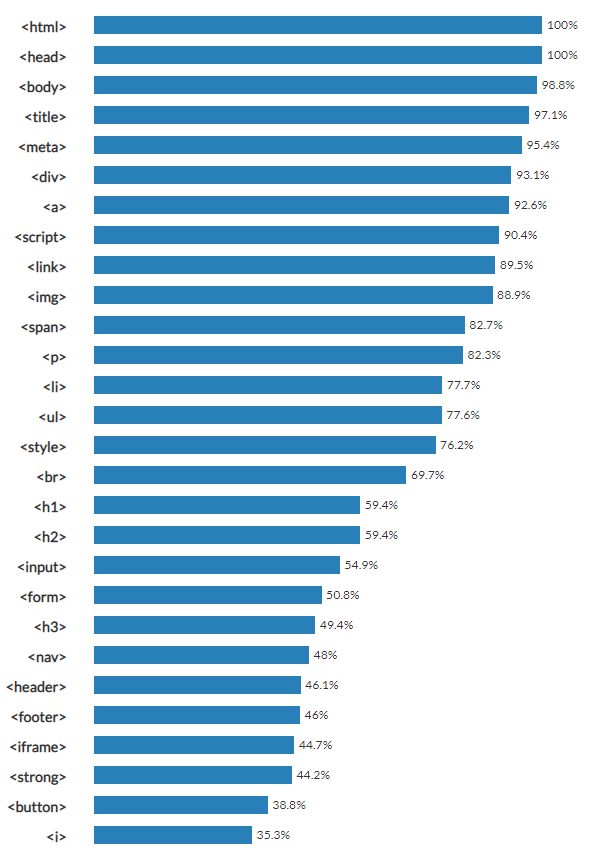 <html> 100%
<head> 100%
<body> 98.8%
<title> 97.1%
<meta> 95.4%
<div> 93.1%
<a> 92.6%
<script> 90.4%
<link> 89.5%
<img> 88.9%
<span> 82.7%
<p> 82.3%
<li> 77.7%
<ul> 77.6%
<style> 76.2%
<br> 69.7%
<h1> 59.4%
<h2> 59.4%
<input> 54.9%
<form> 50.8%
<h3> 49.4%
<nav> 48%
<header> 46.1%
<footer> 46%
<iframe> 44.7%
<strong> 44.2%
<button> 38.8%
<i> 35.3%